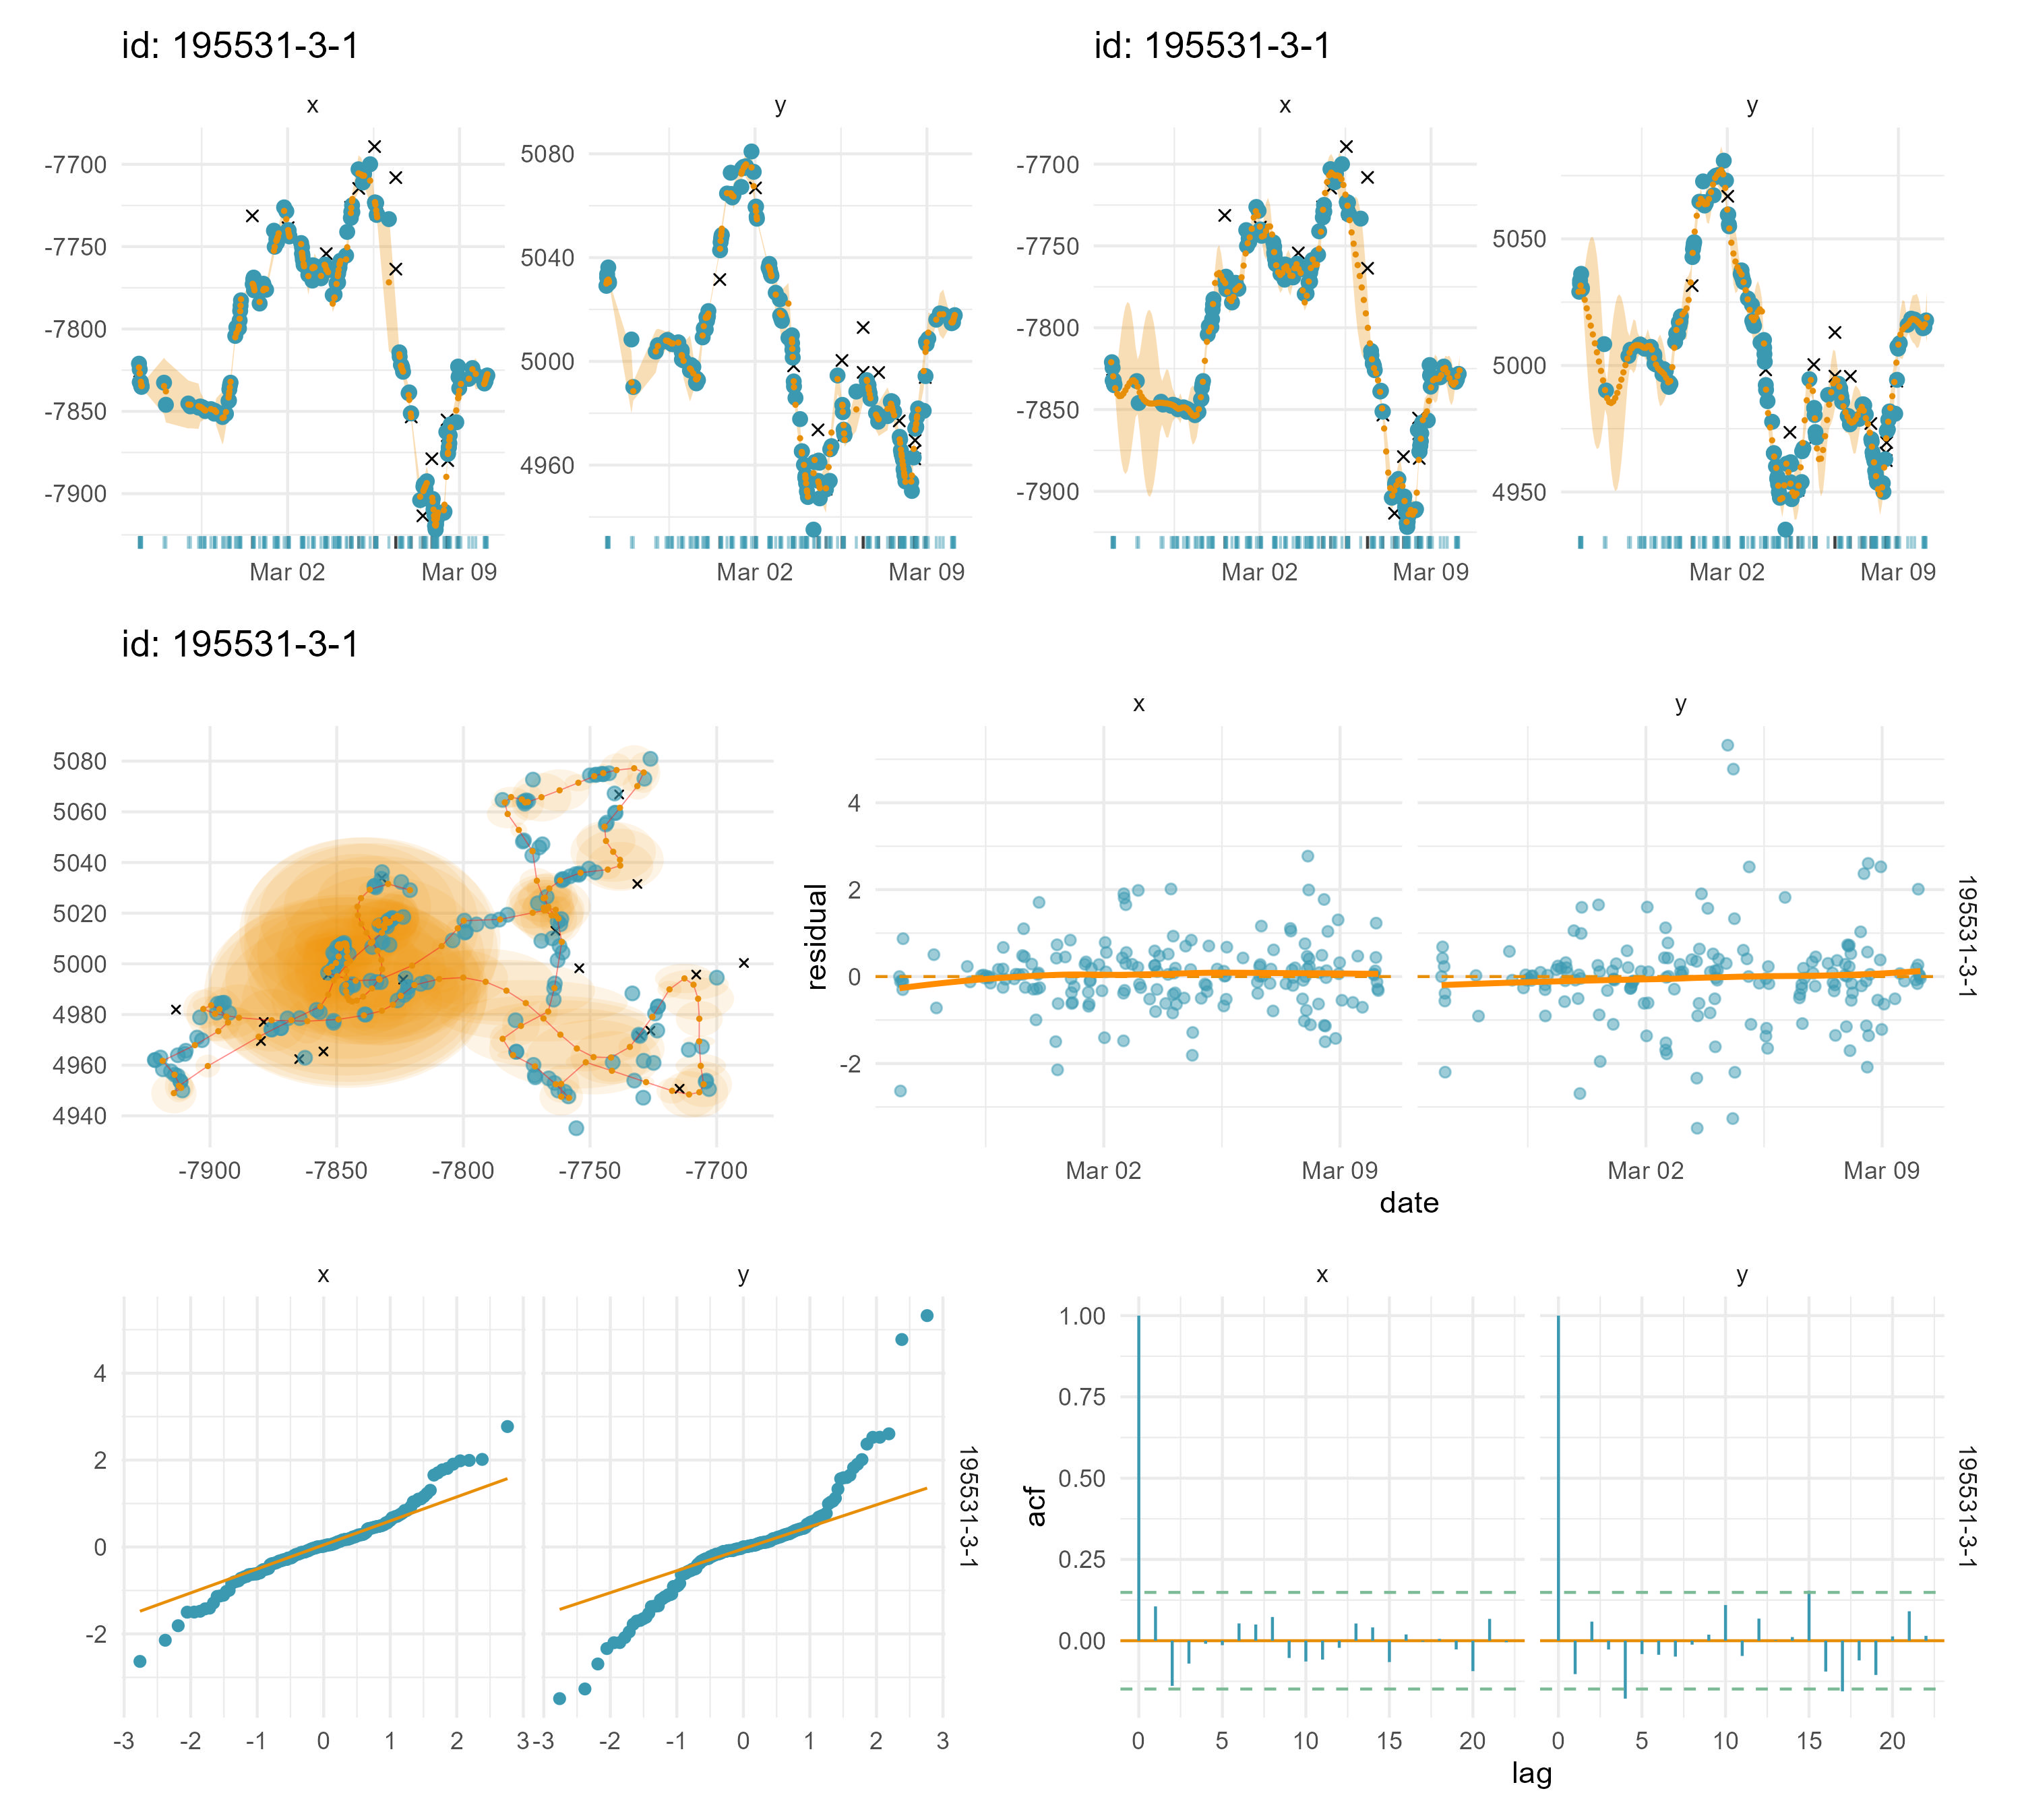 id: 195531-3-1
id: 195531-3-1
x
y
x
y
-7700
-7750
-7800
-7850
-7900
5080
5040
5000
4960
-7700
-7750
-7800
-7850
-7900
5050
5000
4950
Mar 02
Mar 09
Mar 02
Mar 09
Mar 02
Mar 09
Mar 02
Mar 09
id: 195531-3-1
x
y
5080
5060
5040
5020
5000
4980
4960
4940
-7900
-7850
-7800
-7750
-7700
residual
4
2
0
-2
Mar 02
Mar 09
Mar 02
Mar 09
date
195531-3-1
x
y
4
2
0
-2
-3
-2
-1
0
1
2
3
-3
-2
-1
0
1
2
3
195531-3-1
x
y
acf
1.00
0.75
0.50
0.25
0.00
0
5
10
15
20
0
5
10
15
20
lag
195531-3-1